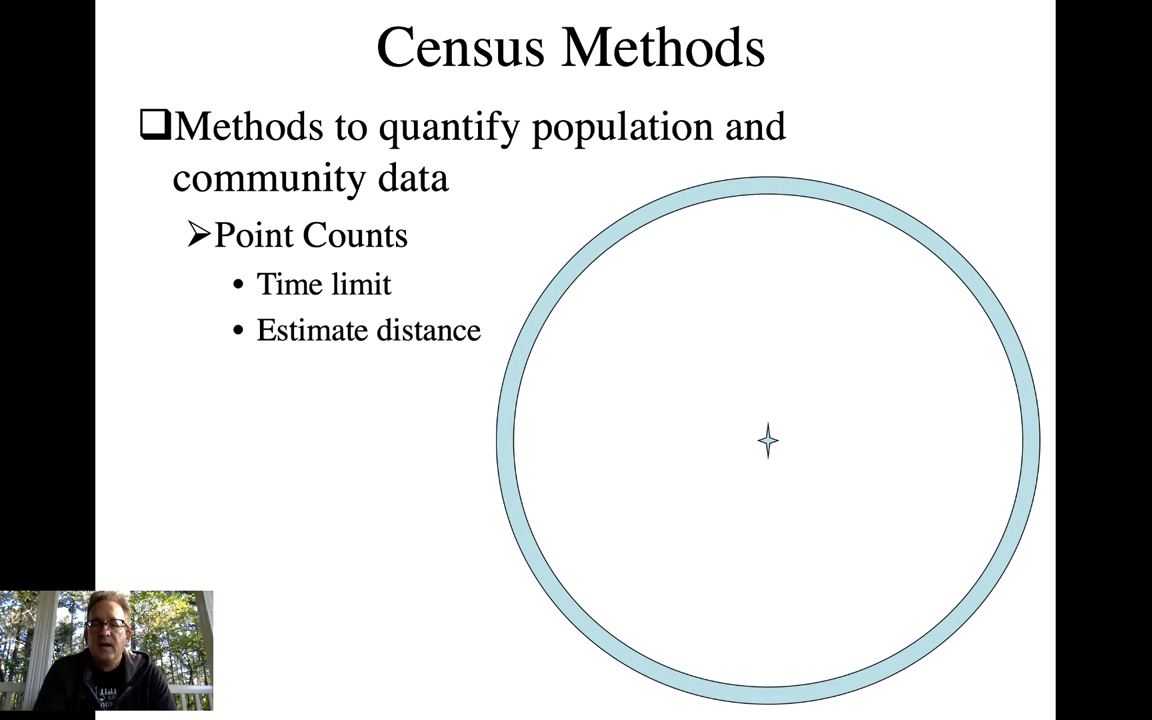 Census Methods
❑Methods to quantify population and
community data
➢Point Counts
• Time limit
• Estimate distance